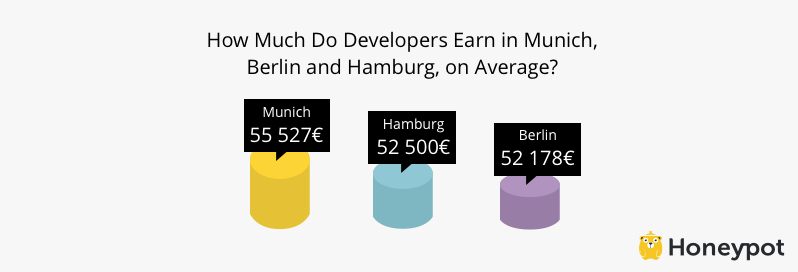 How Much Do Developers Earn in Munich,
Berlin and Hamburg, on Average?
Munich
55 527€
Hamburg
52 500€
Berlin
52 178€
Honeypot